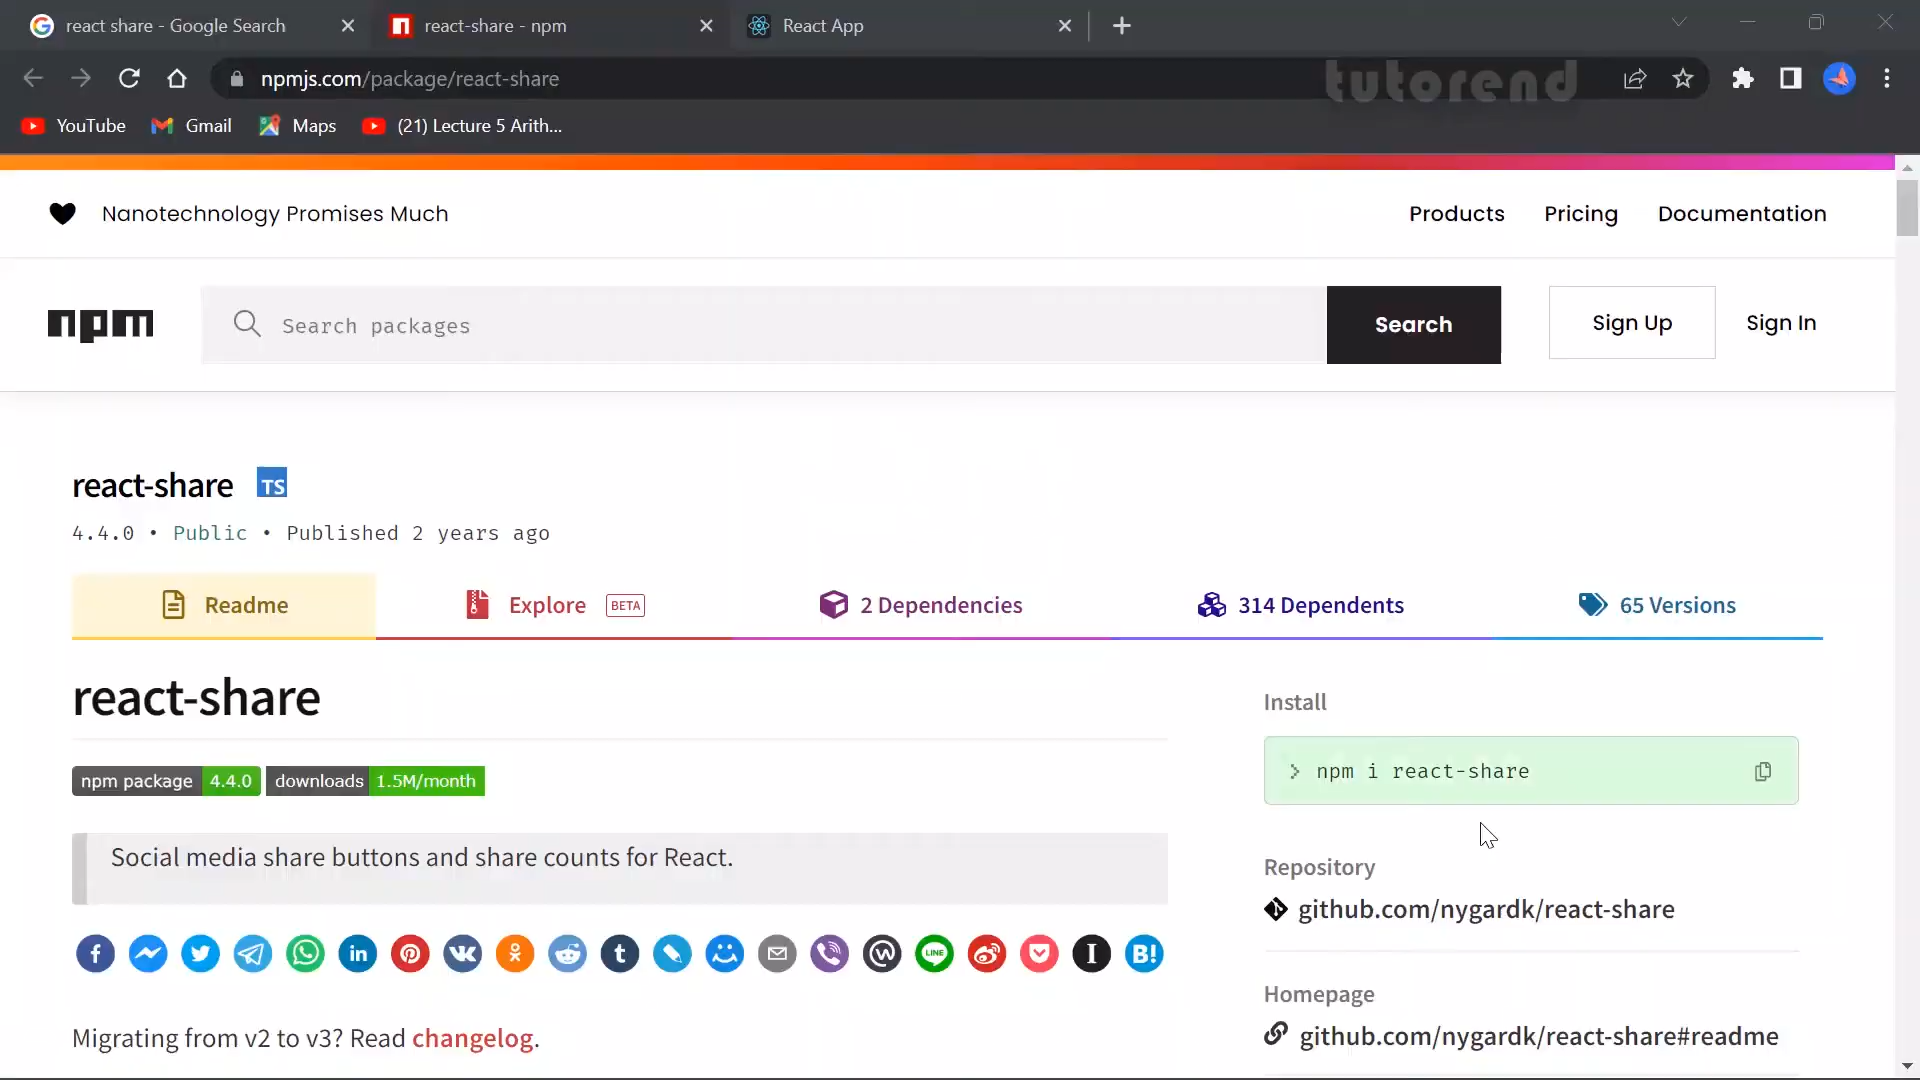 react share - Google Search
react-share - npm
React App
npmjs.com/package/react-share
tutorend
YouTube
Gmail
Maps
(21) Lecture 5 Arith...
Nanotechnology Promises Much
Products
Pricing
Documentation
npm
Search packages
Search
Sign Up
Sign In
react-share TS
4.4.0 • Public • Published 2 years ago
Readme
Explore BETA
2 Dependencies
314 Dependents
65 Versions
react-share
npm package 4.4.0 downloads 1.5M/month
Social media share buttons and share counts for React.
LINE
B!
Migrating from v2 to v3? Read changelog.
Install
> npm i react-share
Repository
github.com/nygardk/react-share
Homepage
github.com/nygardk/react-share#readme